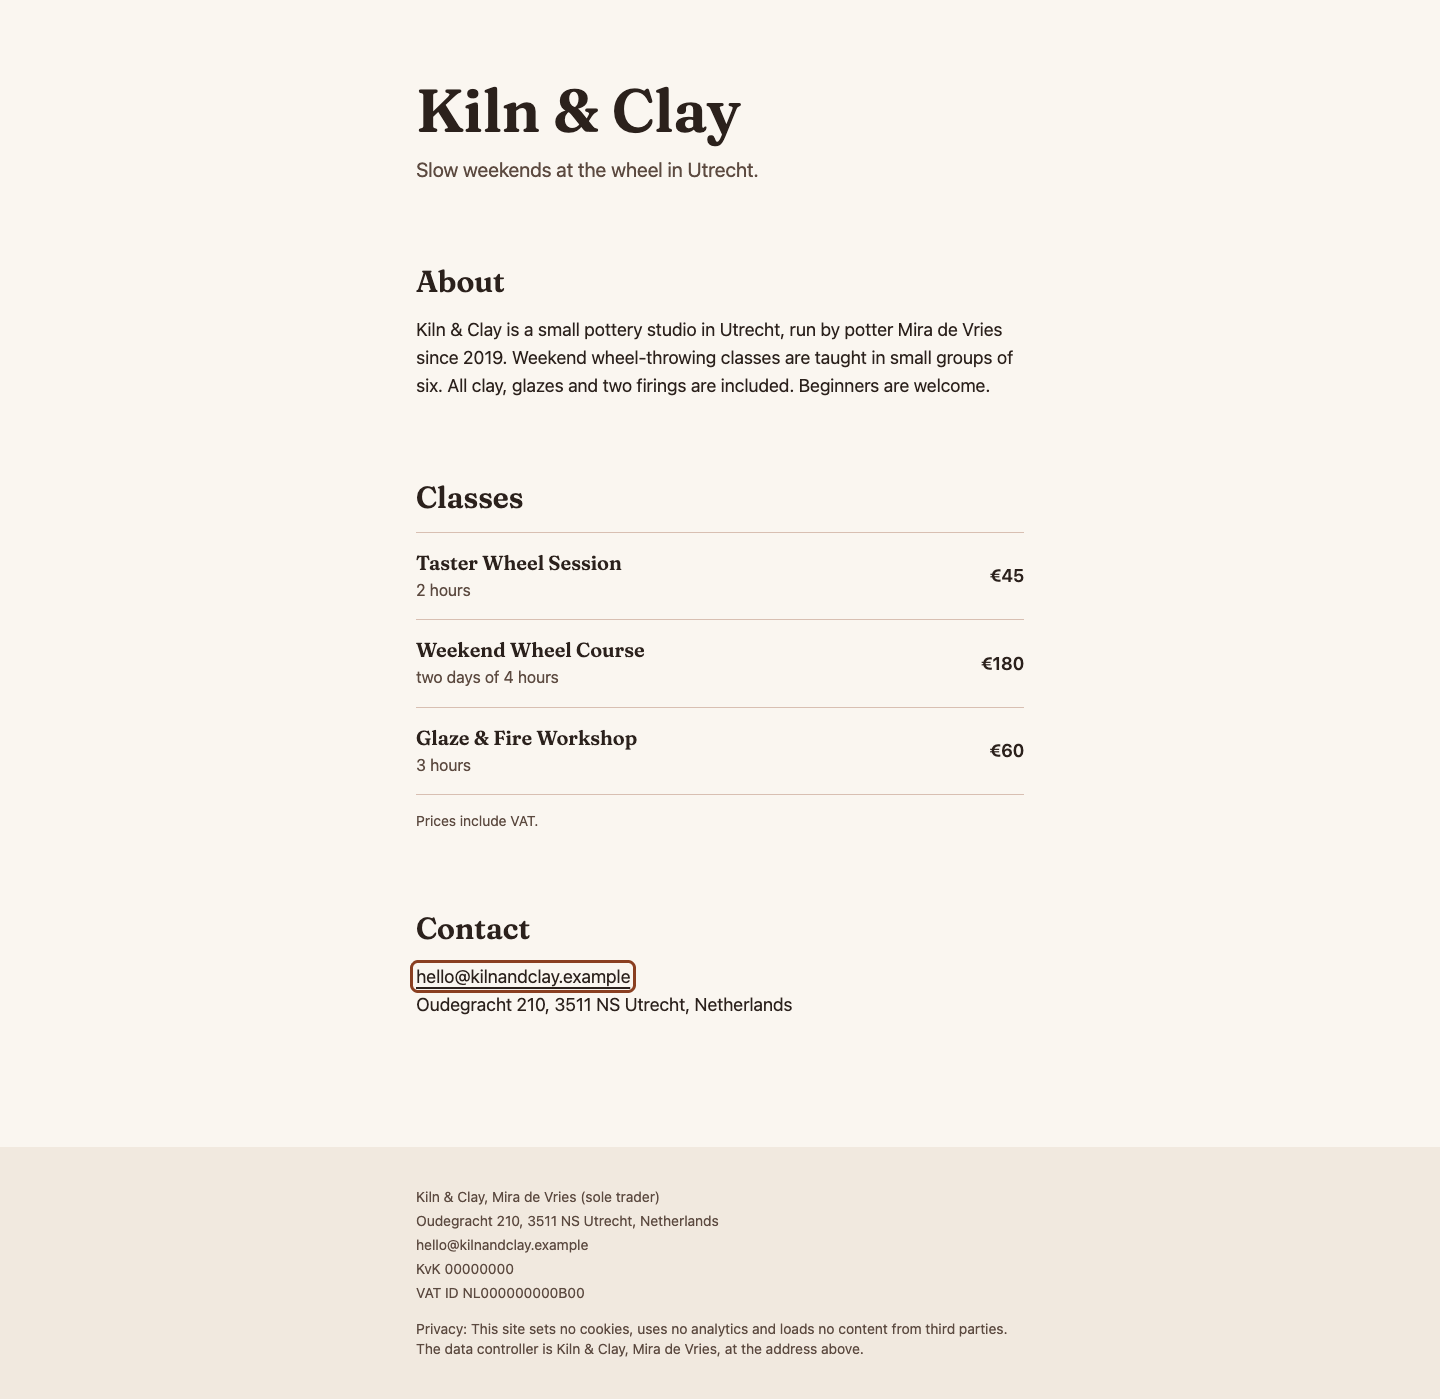 Kiln & Clay
Slow weekends at the wheel in Utrecht.
About
Kiln & Clay is a small pottery studio in Utrecht, run by potter Mira de Vries
since 2019. Weekend wheel-throwing classes are taught in small groups of
six. All clay, glazes and two firings are included. Beginners are welcome.
Classes
Taster Wheel Session
2 hours
€45
Weekend Wheel Course
two days of 4 hours
€180
Glaze & Fire Workshop
3 hours
€60
Prices include VAT.
Contact
hello@kilnandclay.example
Oudegracht 210, 3511 NS Utrecht, Netherlands
Kiln & Clay, Mira de Vries (sole trader)
Oudegracht 210, 3511 NS Utrecht, Netherlands
hello@kilnandclay.example
KvK 00000000
VAT ID NL000000000B00
Privacy: This site sets no cookies, uses no analytics and loads no content from third parties.
The data controller is Kiln & Clay, Mira de Vries, at the address above.